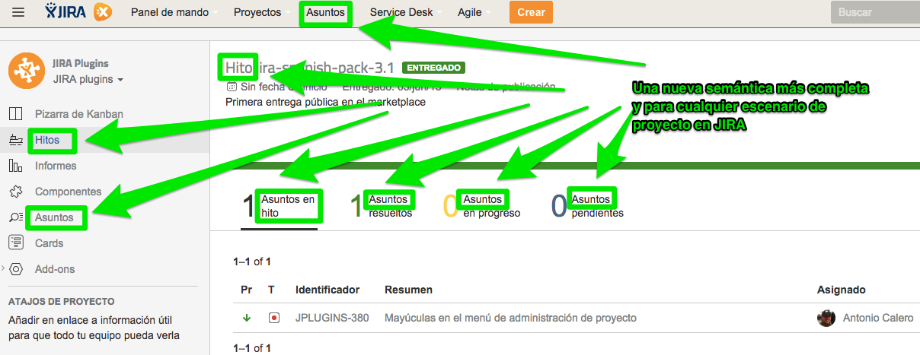 JIRA Panel de mando Proyectos Asuntos Service Desk Agile Crear Buscar
JIRA Plugins
JIRA plugins
Pizarra de Kanban
Hitos
Informes
Componentes
Asuntos
Cards
Add-ons
ATAJOS DE PROYECTO
Añadir en enlace a información útil
para que todo tu equipo pueda verla
Hito jira-spanish-pack-3.1 ENTREGADO
Sin fecha de inicio Entregado: Notas de publicación
Primera entrega pública en el marketplace
Una nueva semántica más completa
y para cualquier escenario de
proyecto en JIRA
1 Asuntos en
hito
1 Asuntos
resueltos
0 Asuntos
en progreso
0 Asuntos
pendientes
1–1 of 1
Pr T Identificador Resumen Asignado
JPLUGINS-380 Mayúculas en el menú de administración de proyecto Antonio Calero
1–1 of 1